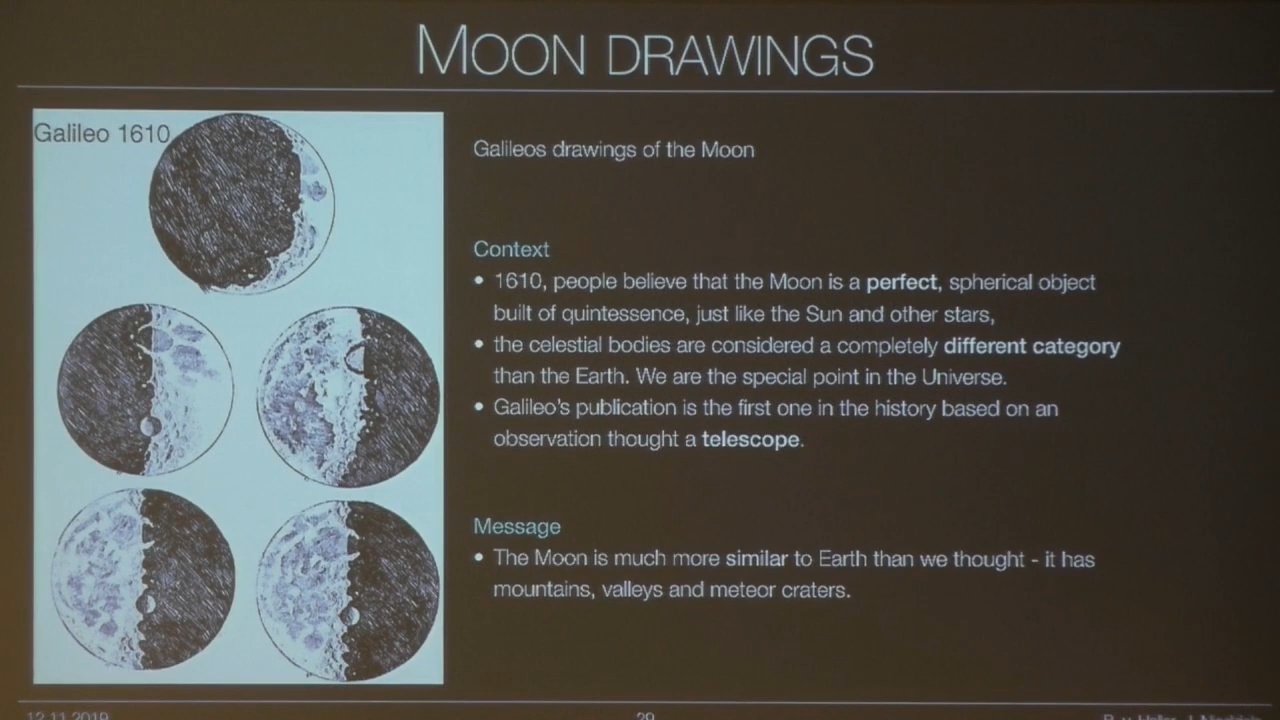 MOON DRAWINGS
Galileo 1610
Galileos drawings of the Moon
Context
• 1610, people believe that the Moon is a perfect, spherical object
built of quintessence, just like the Sun and other stars,
• the celestial bodies are considered a completely different category
than the Earth. We are the special point in the Universe.
• Galileo's publication is the first one in the history based on an
observation thought a telescope.
Message
• The Moon is much more similar to Earth than we thought - it has
mountains, valleys and meteor craters.
12.11.2019
29